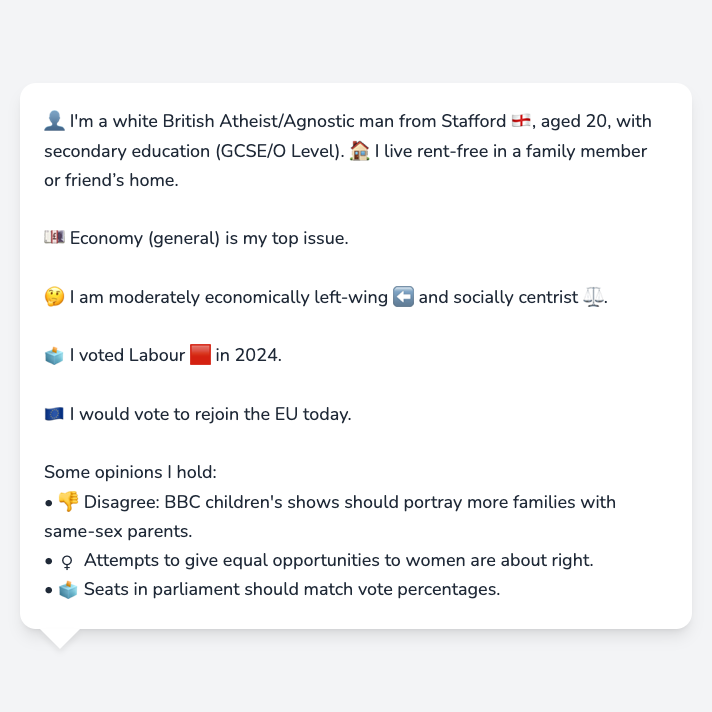 👤 I'm a white British Atheist/Agnostic man from Stafford 🏴󠁧󠁢󠁥󠁮󠁧󠁿, aged 20, with
secondary education (GCSE/O Level). 🏠 I live rent-free in a family member
or friend’s home.
💷 Economy (general) is my top issue.
🤔 I am moderately economically left-wing ⬅️ and socially centrist ⚖️.
🗳️ I voted Labour 🟥 in 2024.
🇪🇺 I would vote to rejoin the EU today.
Some opinions I hold:
• 👎 Disagree: BBC children's shows should portray more families with
same-sex parents.
• ♀ Attempts to give equal opportunities to women are about right.
• 🗳️ Seats in parliament should match vote percentages.